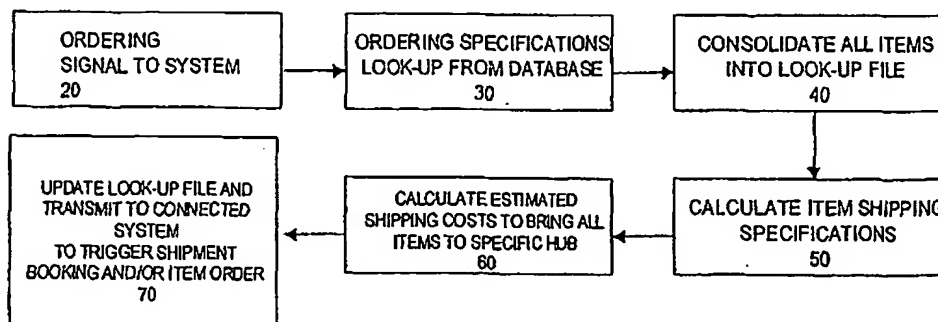 ORDERING
SIGNAL TO SYSTEM
20
ORDERING SPECIFICATIONS
LOOK-UP FROM DATABASE
30
CONSOLIDATE ALL ITEMS
INTO LOOK-UP FILE
40
CALCULATE ITEM SHIPPING
SPECIFICATIONS
50
CALCULATE ESTIMATED
SHIPPING COSTS TO BRING ALL
ITEMS TO SPECIFIC HUB
60
UPDATE LOOK-UP FILE AND
TRANSMIT TO CONNECTED
SYSTEM
TO TRIGGER SHIPMENT
BOOKING AND/OR ITEM ORDER
70